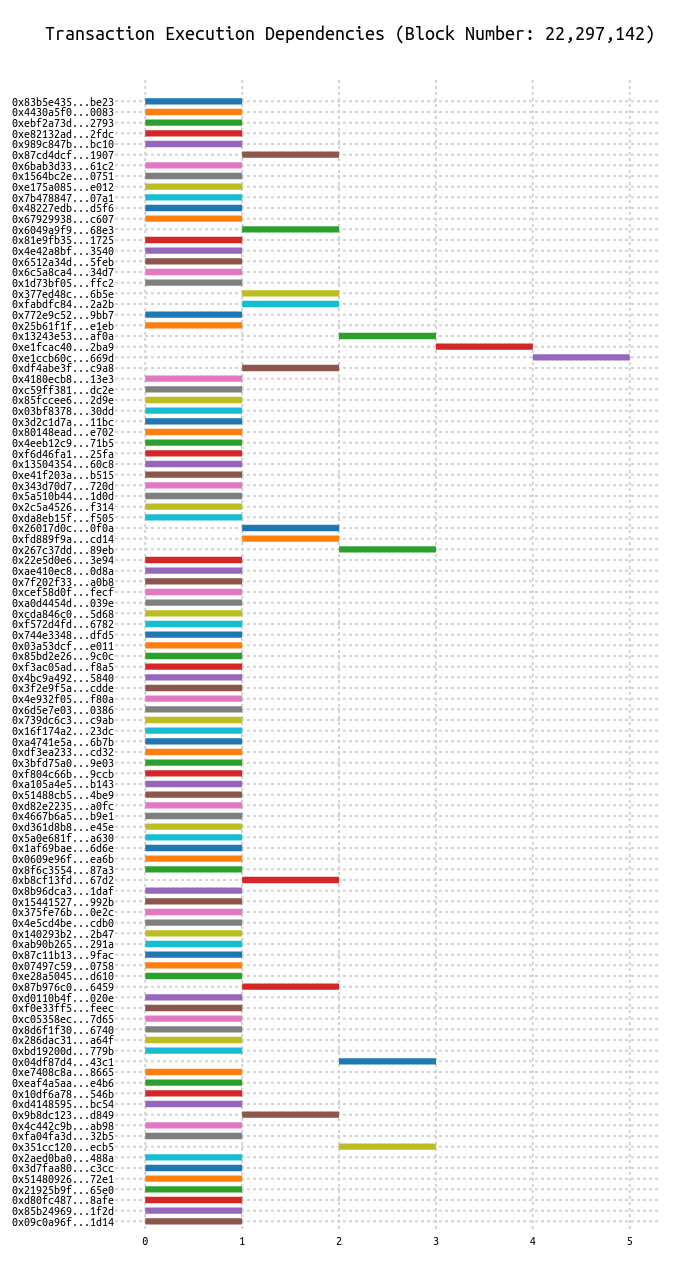 Transaction Execution Dependencies (Block Number: 22,297,142)
0x83b5e435...be23
0x4430a5f0...0083
0xebf2a73d...2793
0xe82132ad...2fdc
0x989c847b...bc10
0x87cd4dcf...1907
0x6bab3d33...61c2
0x1564bc2e...0751
0xe175a085...e012
0x7b478847...07a1
0x48227edb...d5f6
0x67929938...c607
0x6049a9f9...68e3
0x81e9fb35...1725
0x4e42a8bf...3540
0x6512a34d...5feb
0x6c5a8ca4...34d7
0x1d73bf05...ffc2
0x377ed48c...6b5e
0xfabdfc84...2a2b
0x772e9c52...9bb7
0x25b61f1f...e1eb
0x13243e53...af0a
0xe1fcac40...2ba9
0xe1ccb60c...669d
0xdf4abe3f...c9a8
0x4180ecb8...13e3
0xc59ff381...dc2e
0x85fccee6...2d9e
0x03bf8378...30dd
0x3d2c1d7a...11bc
0x80148ead...e702
0x4eeb12c9...71b5
0xf6d46fa1...25fa
0x13504354...60c8
0xe41f203a...b515
0x343d70d7...720d
0x5a510b44...1d0d
0x2c5a4526...f314
0xda8eb15f...f505
0x26017d0c...0f0a
0xfd889f9a...cd14
0x267c37dd...89eb
0x22e5d0e6...3e94
0xae410ec8...0d8a
0x7f202f33...a0b8
0xcef58d0f...fecf
0xa0d4454d...039e
0xcda846c0...5d68
0xf572d4fd...6782
0x744e3348...dfd5
0x03a53dcf...e011
0x85bd2e26...9c0c
0xf3ac05ad...f8a5
0x4bc9a492...5840
0x3f2e9f5a...cdde
0x4e932f05...f80a
0x6d5e7e03...0386
0x739dc6c3...c9ab
0x16f174a2...23dc
0xa4741e5a...6b7b
0xdf3ea233...cd32
0x3bfd75a0...9e03
0xf804c66b...9ccb
0xa105a4e5...b143
0x51488cb5...4be9
0xd82e2235...a0fc
0x4667b6a5...b9e1
0xd361d8b8...e45e
0x5a0e681f...a630
0x1af69bae...6d6e
0x0609e96f...ea6b
0x8f6c3554...87a3
0xb8cf13fd...67d2
0x8b96dca3...1daf
0x15441527...992b
0x375fe76b...0e2c
0x4e5cd4be...cdb0
0x140293b2...2b47
0xab90b265...291a
0x87c11b13...9fac
0x07497c59...0758
0xe28a5045...d610
0x87b976c0...6459
0xd0110b4f...020e
0xf0e33ff5...feec
0xc05358ec...7d65
0x8d6f1f30...6740
0x286dac31...a64f
0xbd19200d...779b
0x04df87d4...43c1
0xe7408c8a...8665
0xeaf4a5aa...e4b6
0x10df6a78...546b
0xd4148595...bc54
0x9b8dc123...d849
0x4c442c9b...ab98
0xfa04fa3d...32b5
0x351cc120...ecb5
0x2aed0ba0...488a
0x3d7faa80...c3cc
0x51480926...72e1
0x21925b9f...65e0
0xd80fc487...8afe
0x85b24969...1f2d
0x09c0a96f...1d14
0 1 2 3 4 5